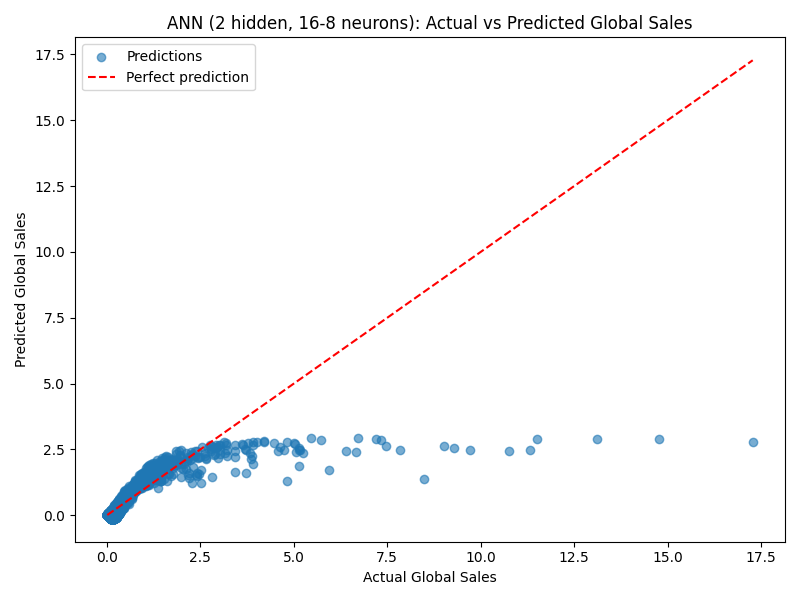 ANN (2 hidden, 16-8 neurons): Actual vs Predicted Global Sales
Predictions
Perfect prediction
Predicted Global Sales
17.5
15.0
12.5
10.0
7.5
5.0
2.5
0.0
0.0 2.5 5.0 7.5 10.0 12.5 15.0 17.5
Actual Global Sales